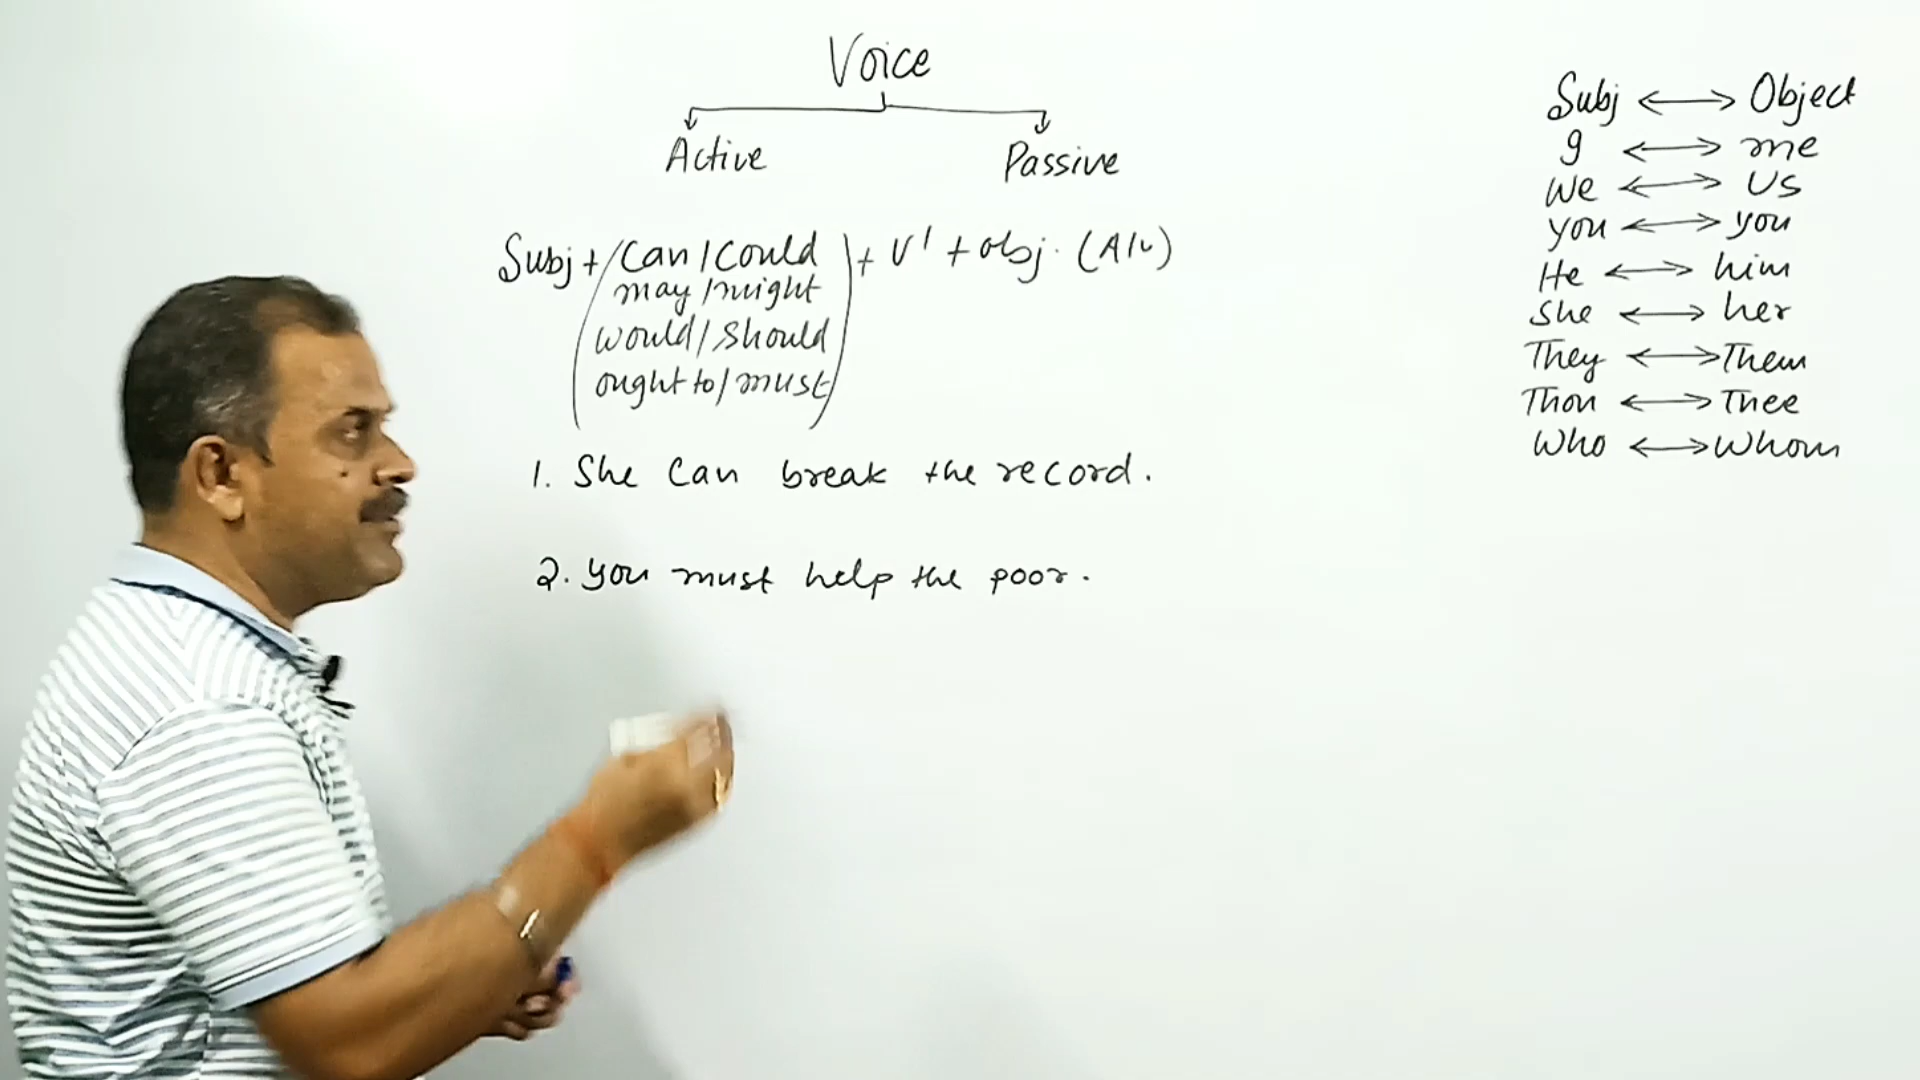 Voice
Active Passive
Subj + (Can / Could) + V¹ + obj. (A/v)
may / might
would / should
ought to / must
1. She Can break the record.
2. you must help the poor.
Subj ⟷ Object
I ⟷ me
We ⟷ Us
you ⟷ you
He ⟷ him
She ⟷ her
They ⟷ Them
Thou ⟷ Thee
Who ⟷ Whom